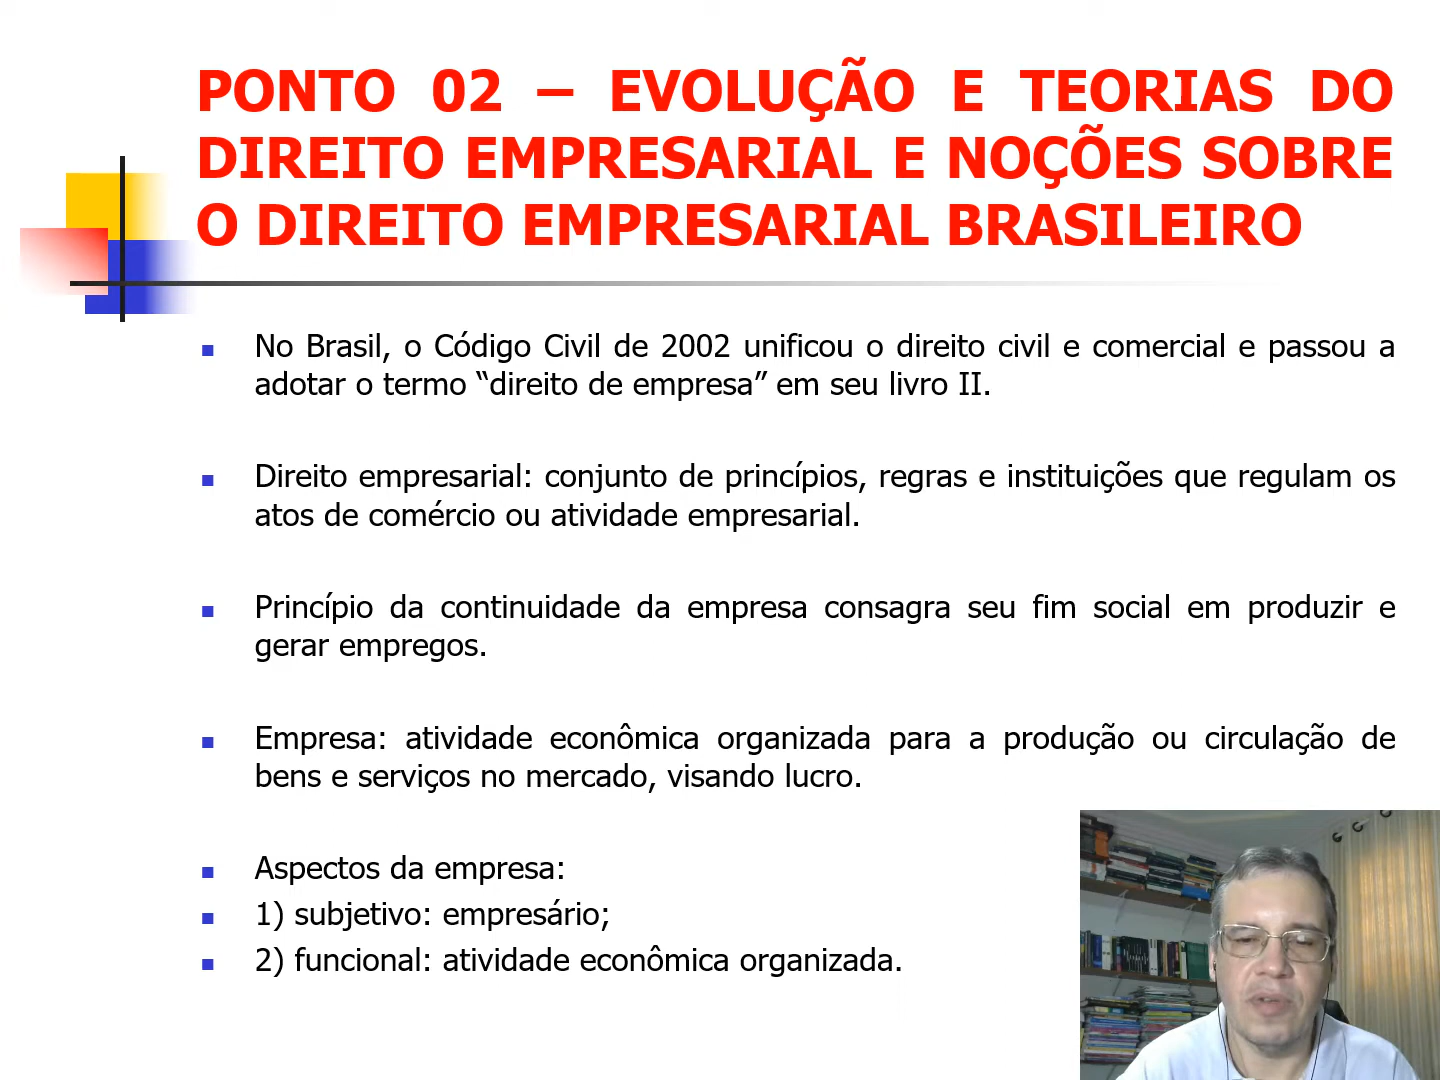 PONTO 02 – EVOLUÇÃO E TEORIAS DO
DIREITO EMPRESARIAL E NOÇÕES SOBRE
O DIREITO EMPRESARIAL BRASILEIRO
No Brasil, o Código Civil de 2002 unificou o direito civil e comercial e passou a
adotar o termo “direito de empresa” em seu livro II.
Direito empresarial: conjunto de princípios, regras e instituições que regulam os
atos de comércio ou atividade empresarial.
Princípio da continuidade da empresa consagra seu fim social em produzir e
gerar empregos.
Empresa: atividade econômica organizada para a produção ou circulação de
bens e serviços no mercado, visando lucro.
Aspectos da empresa:
1) subjetivo: empresário;
2) funcional: atividade econômica organizada.